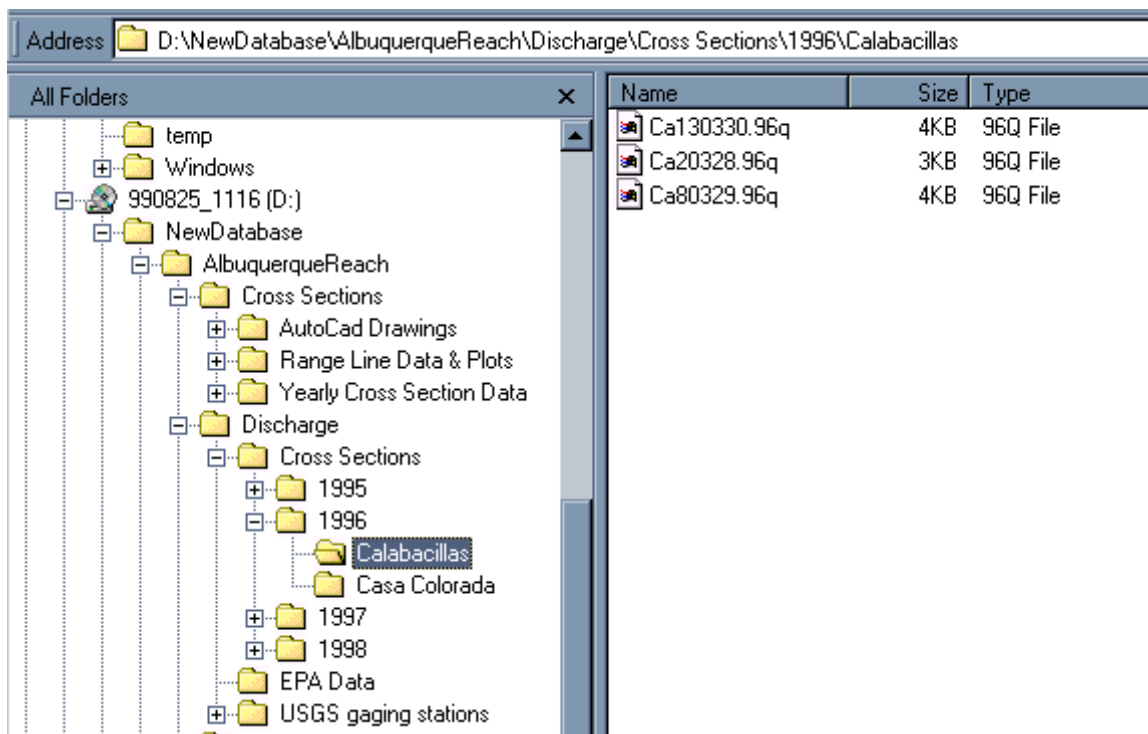 Address D:\NewDatabase\AlbuquerqueReach\Discharge\Cross Sections\1996\Calabacillas
All Folders x
temp
Windows
990825_1116 (D:)
NewDatabase
AlbuquerqueReach
Cross Sections
AutoCad Drawings
Range Line Data & Plots
Yearly Cross Section Data
Discharge
Cross Sections
1995
1996
Calabacillas
Casa Colorada
1997
1998
EPA Data
USGS gaging stations
Name Size Type
Ca130330.96q 4KB 96Q File
Ca20328.96q 3KB 96Q File
Ca80329.96q 4KB 96Q File